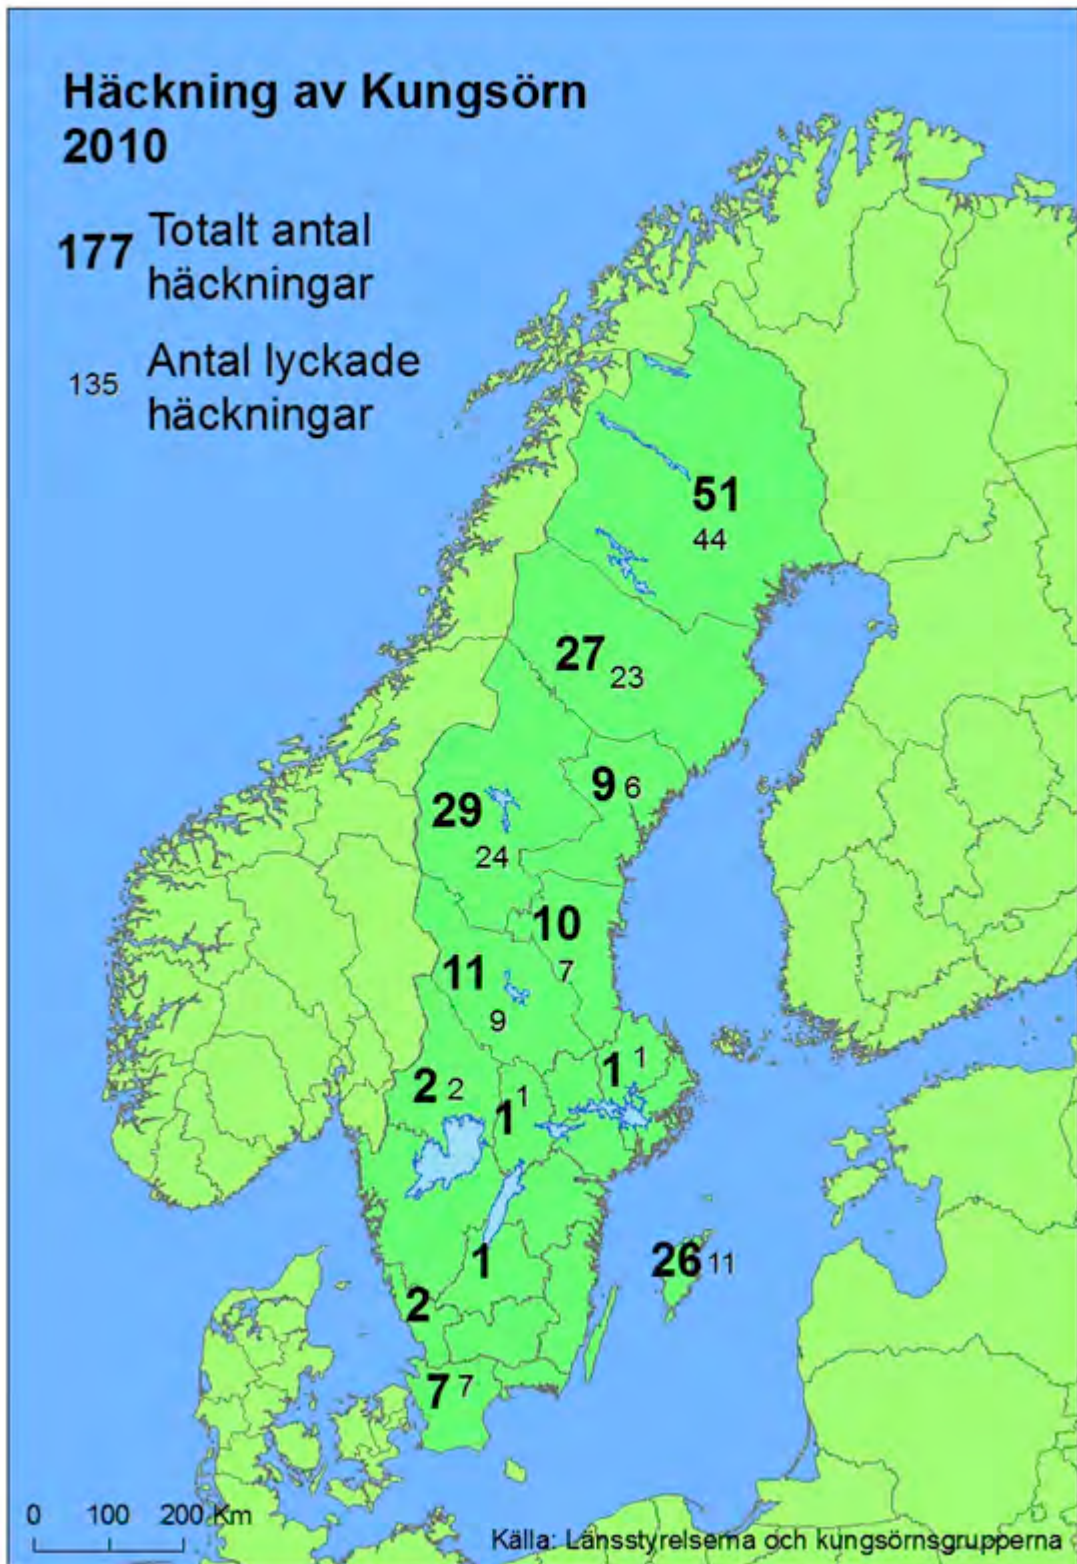 Häckning av Kungsörn
2010
177 Totalt antal
häckningar
135 Antal lyckade
häckningar
51
44
27 23
9 6
29
24
10
7
11
9
1 1
2 2
1 1
1
26 11
2
7 7
0 100 200 Km
Källa: Länsstyrelserna och kungsörnsgrupperna